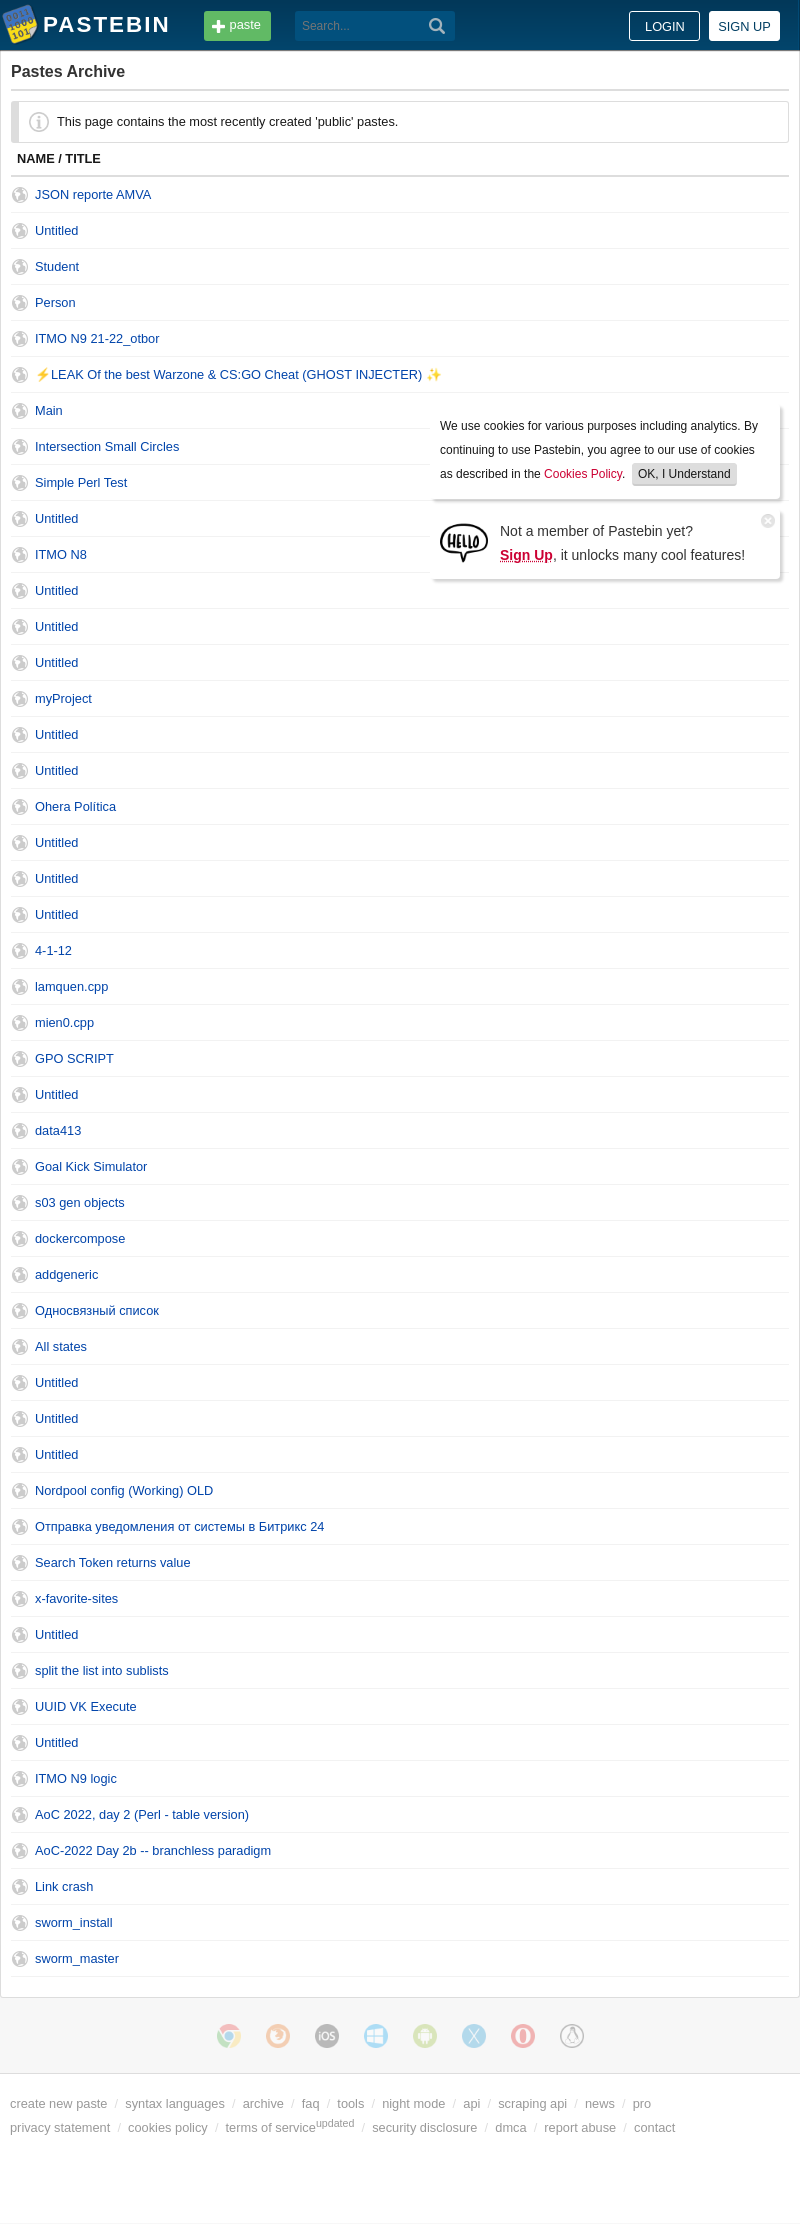 PASTEBIN
paste
Search...
LOGIN
SIGN UP
Pastes Archive
This page contains the most recently created 'public' pastes.
NAME / TITLE
JSON reporte AMVA
Untitled
Student
Person
ITMO N9 21-22_otbor
⚡LEAK Of the best Warzone & CS:GO Cheat (GHOST INJECTER) ✨
Main
Intersection Small Circles
Simple Perl Test
Untitled
ITMO N8
We use cookies for various purposes including analytics. By
continuing to use Pastebin, you agree to our use of cookies
as described in the Cookies Policy. OK, I Understand
HELLO
Not a member of Pastebin yet?
Sign Up, it unlocks many cool features!
Untitled
Untitled
Untitled
myProject
Untitled
Untitled
Ohera Política
Untitled
Untitled
Untitled
4-1-12
lamquen.cpp
mien0.cpp
GPO SCRIPT
Untitled
data413
Goal Kick Simulator
s03 gen objects
dockercompose
addgeneric
Односвязный список
All states
Untitled
Untitled
Untitled
Nordpool config (Working) OLD
Отправка уведомления от системы в Битрикс 24
Search Token returns value
x-favorite-sites
Untitled
split the list into sublists
UUID VK Execute
Untitled
ITMO N9 logic
AoC 2022, day 2 (Perl - table version)
AoC-2022 Day 2b -- branchless paradigm
Link crash
sworm_install
sworm_master
iOS
create new paste / syntax languages / archive / faq / tools / night mode / api / scraping api / news / pro
privacy statement / cookies policy / terms of service updated / security disclosure / dmca / report abuse / contact